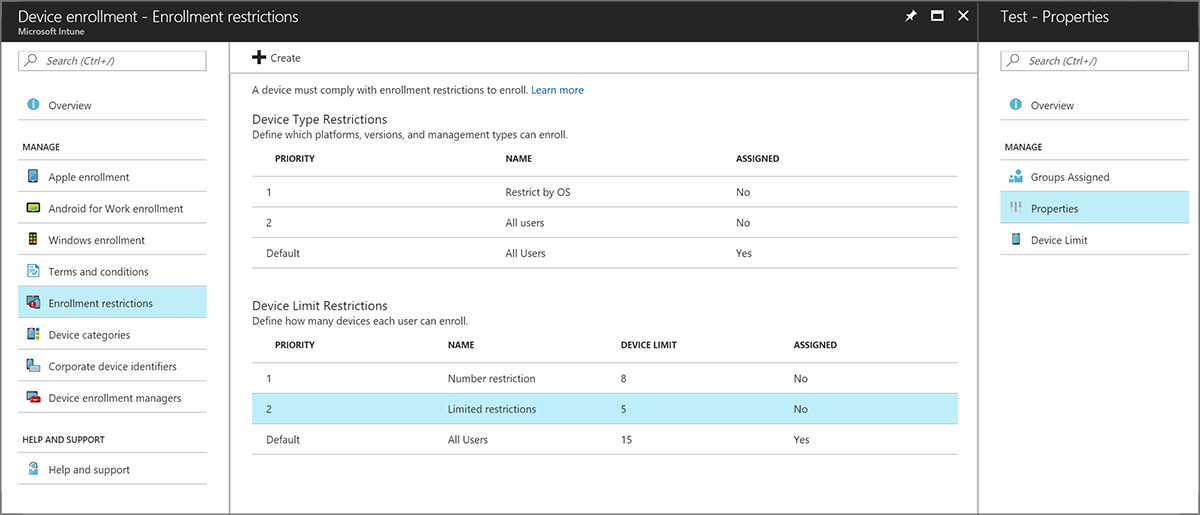 Device enrollment - Enrollment restrictions
Microsoft Intune
Search (Ctrl+/)
Overview
MANAGE
Apple enrollment
Android for Work enrollment
Windows enrollment
Terms and conditions
Enrollment restrictions
Device categories
Corporate device identifiers
Device enrollment managers
HELP AND SUPPORT
Help and support
Create
A device must comply with enrollment restrictions to enroll. Learn more
Device Type Restrictions
Define which platforms, versions, and management types can enroll.
PRIORITY NAME ASSIGNED
1 Restrict by OS No
2 All users No
Default All Users Yes
Device Limit Restrictions
Define how many devices each user can enroll.
PRIORITY NAME DEVICE LIMIT ASSIGNED
1 Number restriction 8 No
2 Limited restrictions 5 No
Default All Users 15 Yes
Test - Properties
Search (Ctrl+/)
Overview
MANAGE
Groups Assigned
Properties
Device Limit